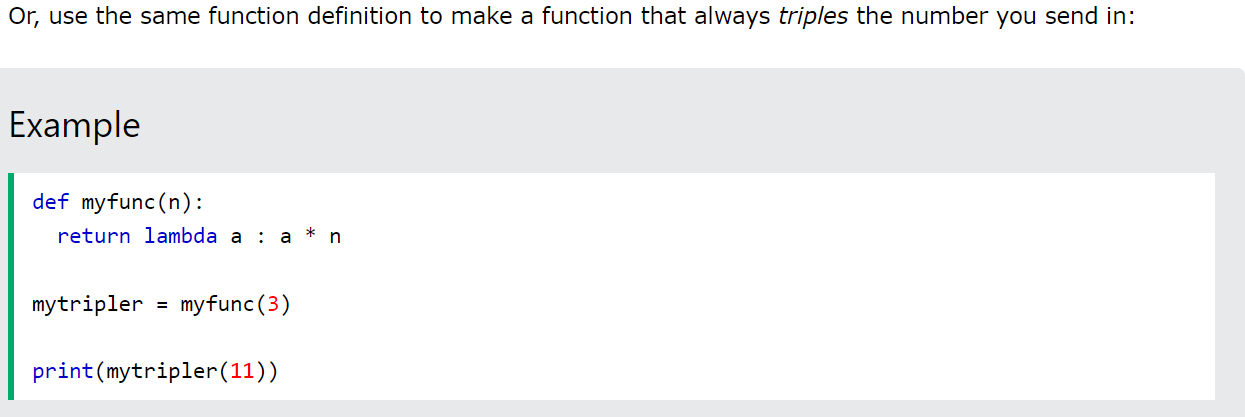 Or, use the same function definition to make a function that always triples the number you send in:
Example
def myfunc(n):
  return lambda a : a * n
mytripler = myfunc(3)
print(mytripler(11))